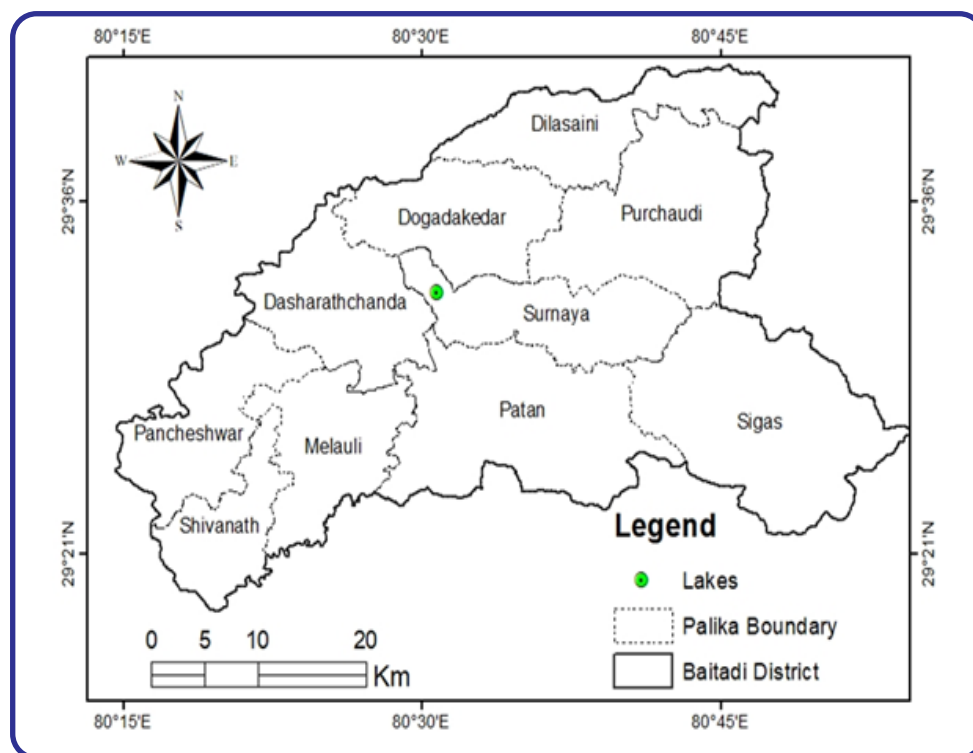 80°15'E 80°30'E 80°45'E
N
W E
S
29°36'N 29°36'N
Dilasaini
Purchaudi
Dogadakedar
Dasharathchanda
Surnaya
Patan
Sigas
Pancheshwar
Melauli
Shivanath
29°21'N 29°21'N
Legend
Lakes
Palika Boundary
Baitadi District
0 5 10 20
Km
80°15'E 80°30'E 80°45'E